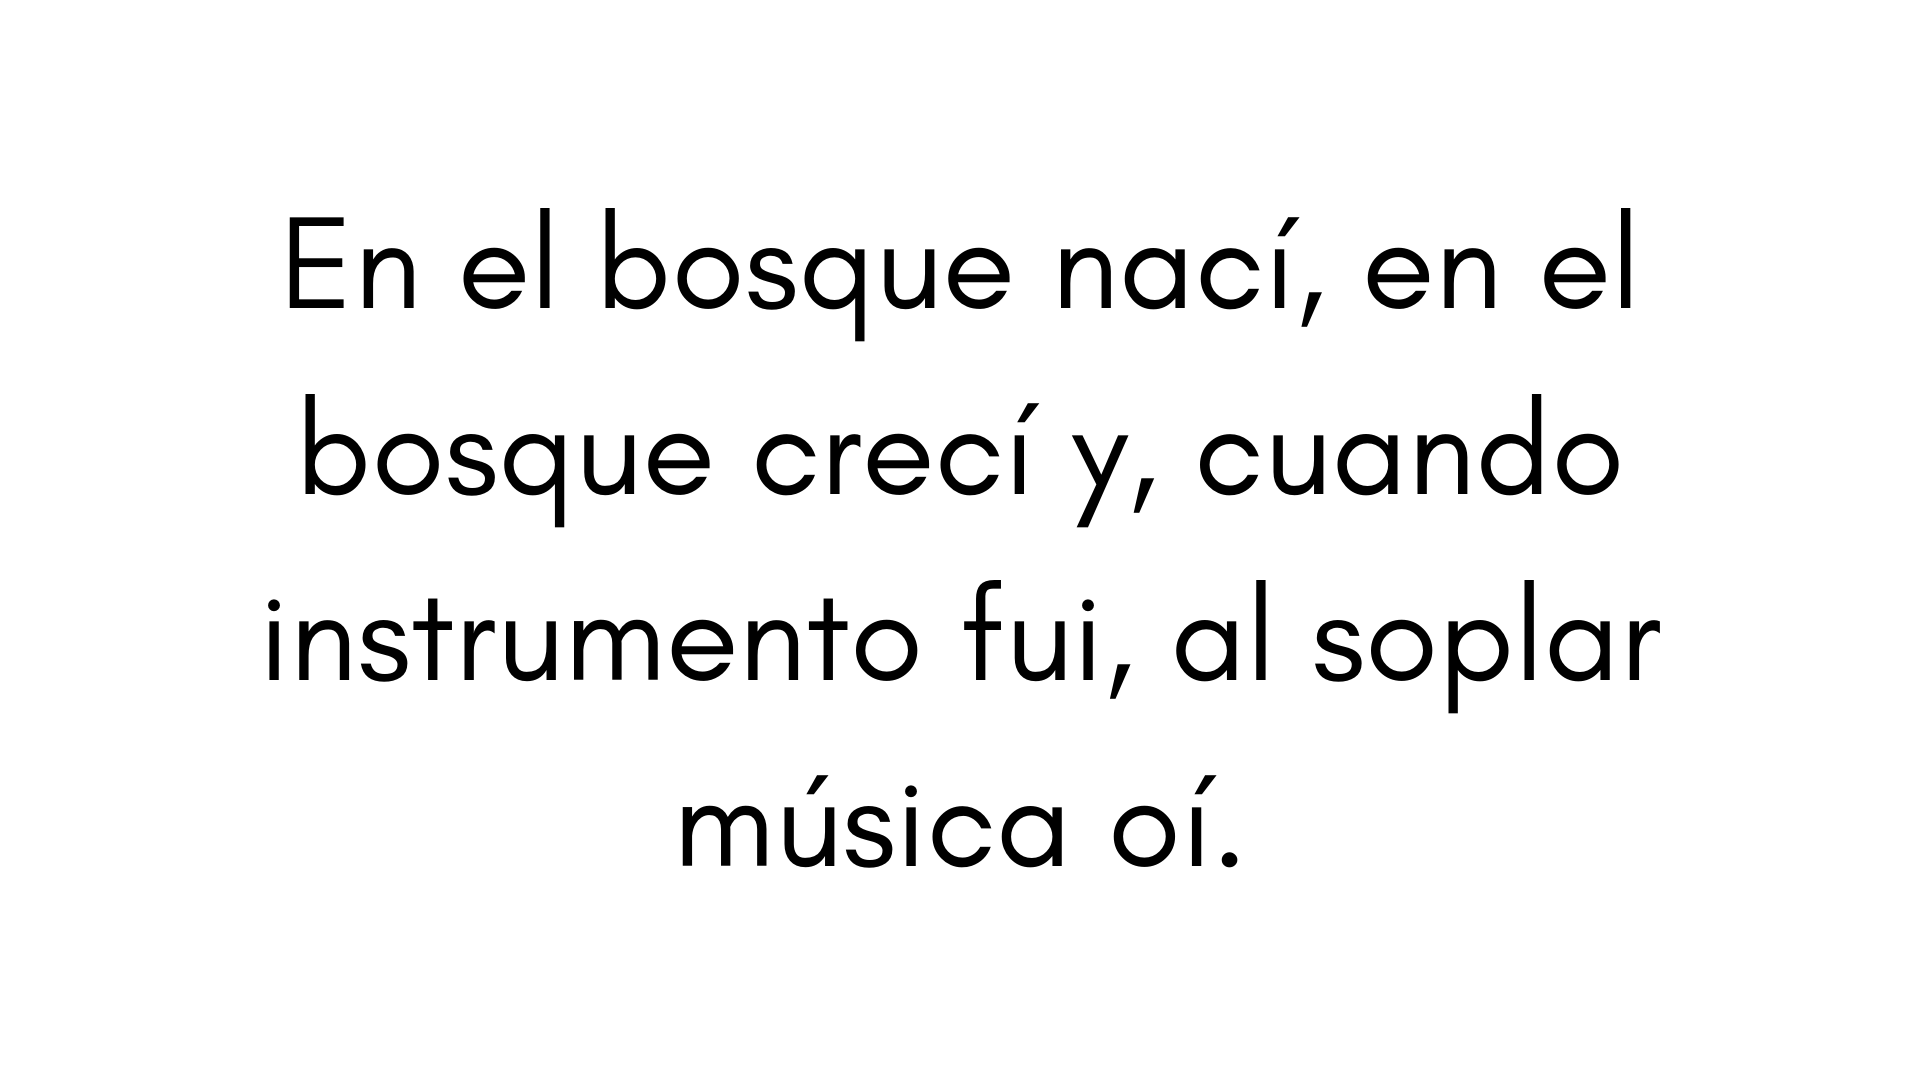 En el bosque nací, en el
bosque crecí y, cuando
instrumento fui, al soplar
música oí.